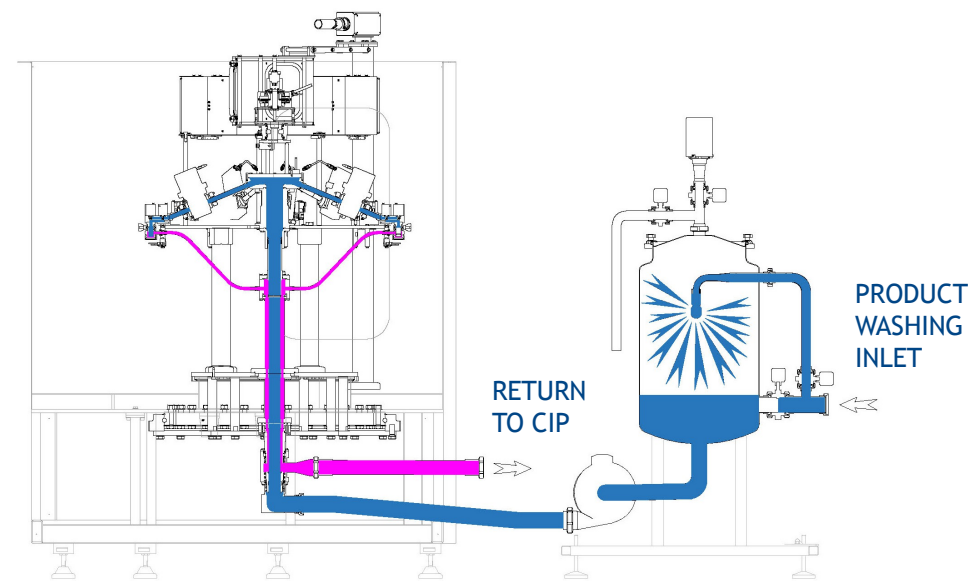 PRODUCT
WASHING
INLET
RETURN
TO CIP